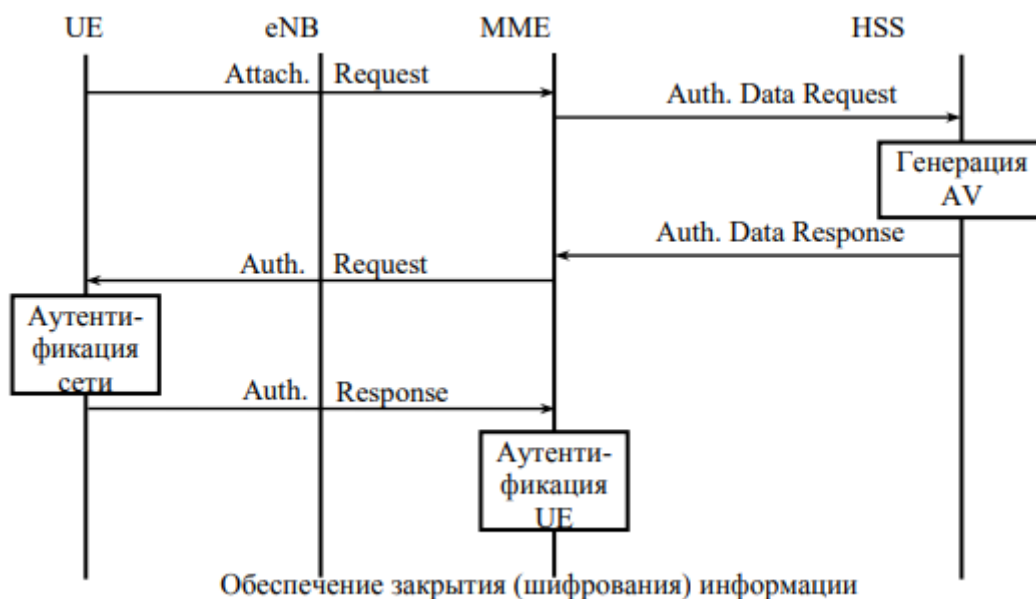 UE eNB MME HSS
Attach. Request
Auth. Data Request
Генерация
AV
Auth. Data Response
Auth. Request
Аутенти-
фикация
сети
Auth. Response
Аутенти-
фикация
UE
Обеспечение закрытия (шифрования) информации